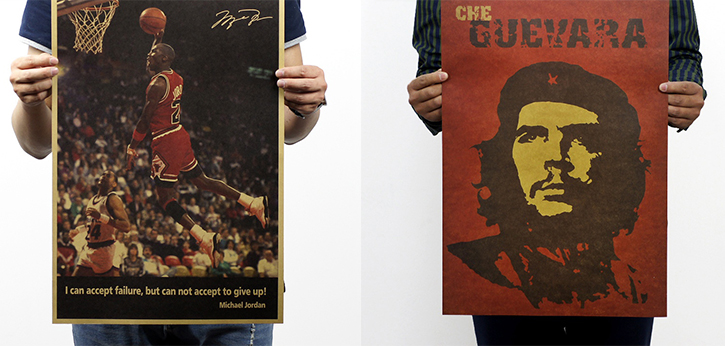 I can accept failure, but can not accept to give up!
Michael Jordan
CHE
GUEVARA